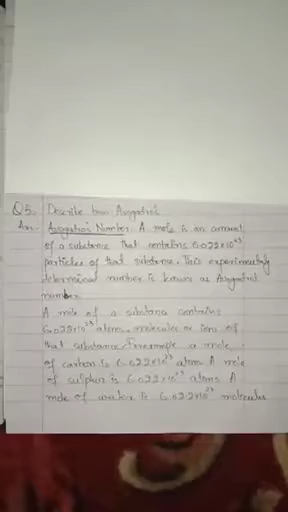 Q5. Describe Avogadro's
Ans. Avogadro's Number. A mole is an amount
of a substance that contains 6.022×10²³
particles of that substance. This experimentally
determined number is known as Avogadro's
number.
A mole of a substance contains
6.022×10²³ atoms, molecules or ions of
that substance. For example a mole
of carbon is 6.022×10²³ atoms. A mole
of sulphur is 6.022×10²³ atoms. A
mole of water is 6.022×10²³ molecules